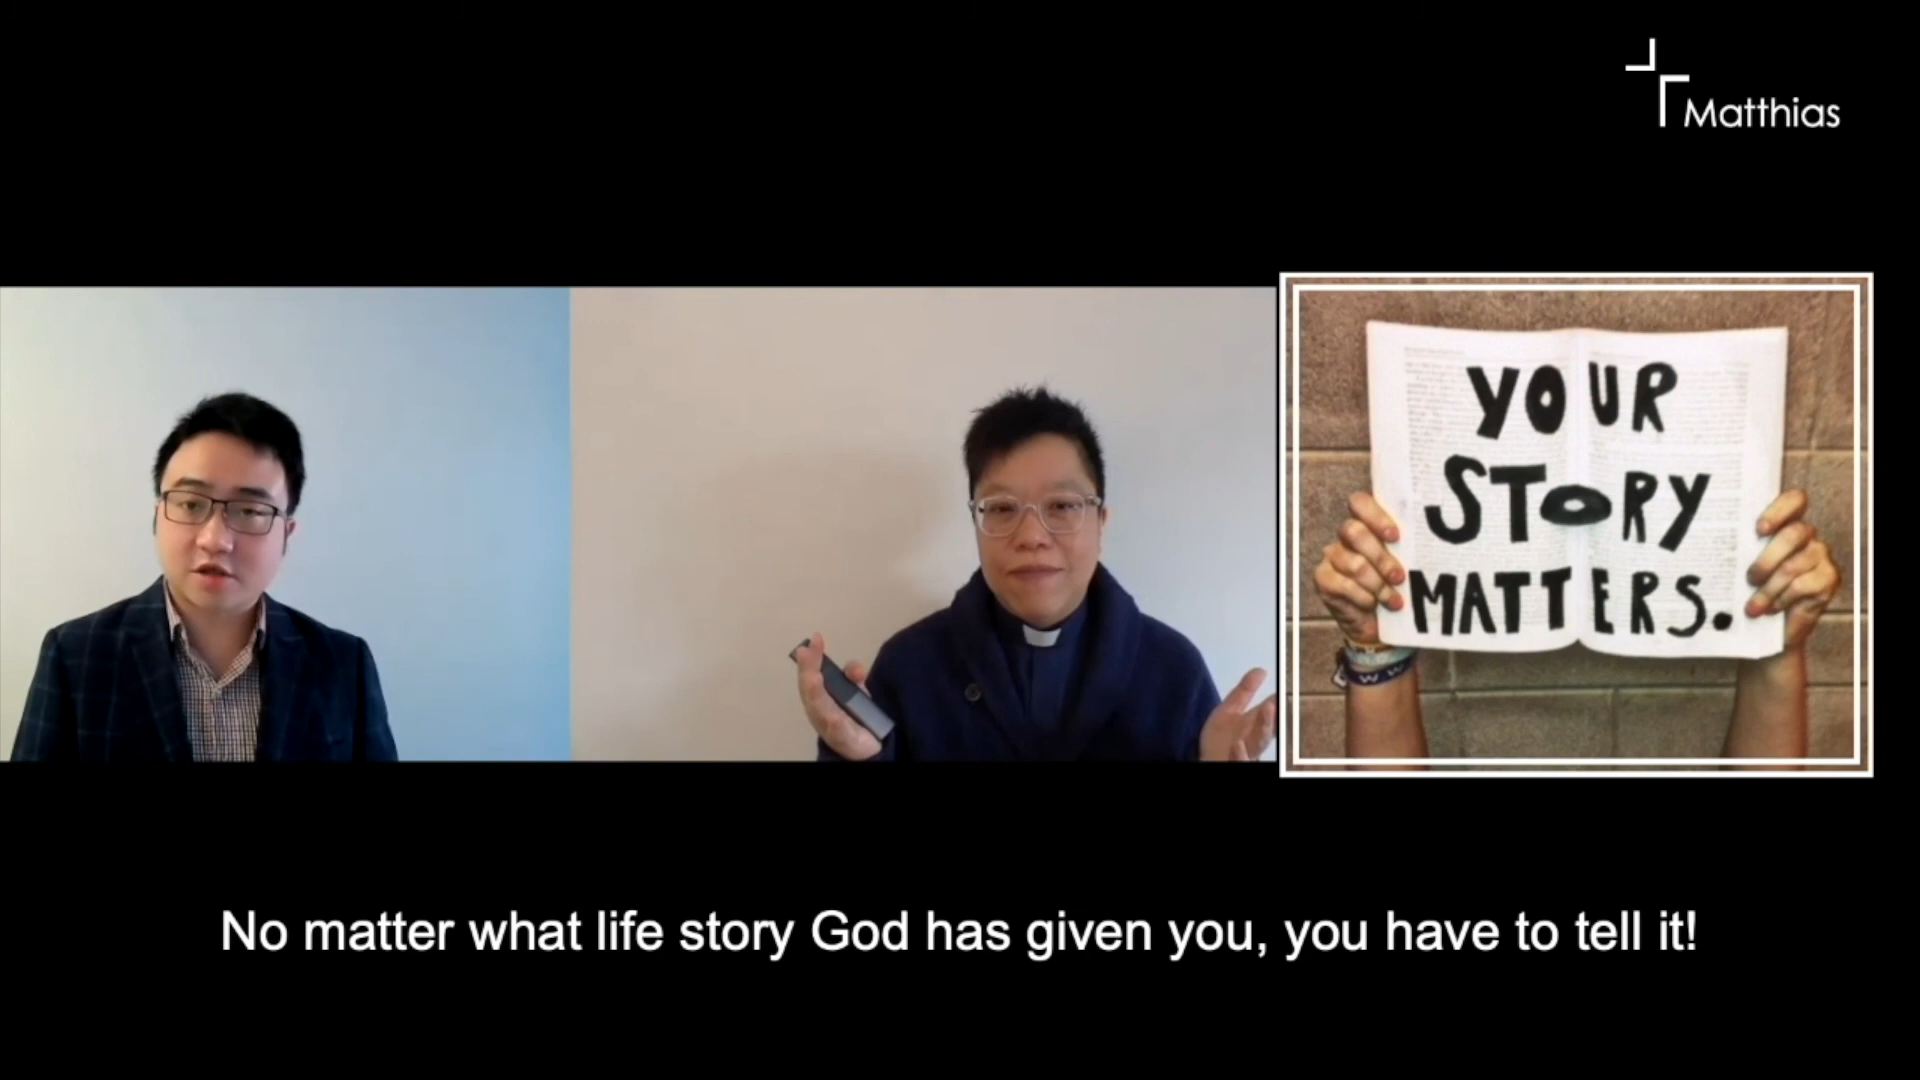 Matthias
YOUR
STORY
MATTERS.
No matter what life story God has given you, you have to tell it!